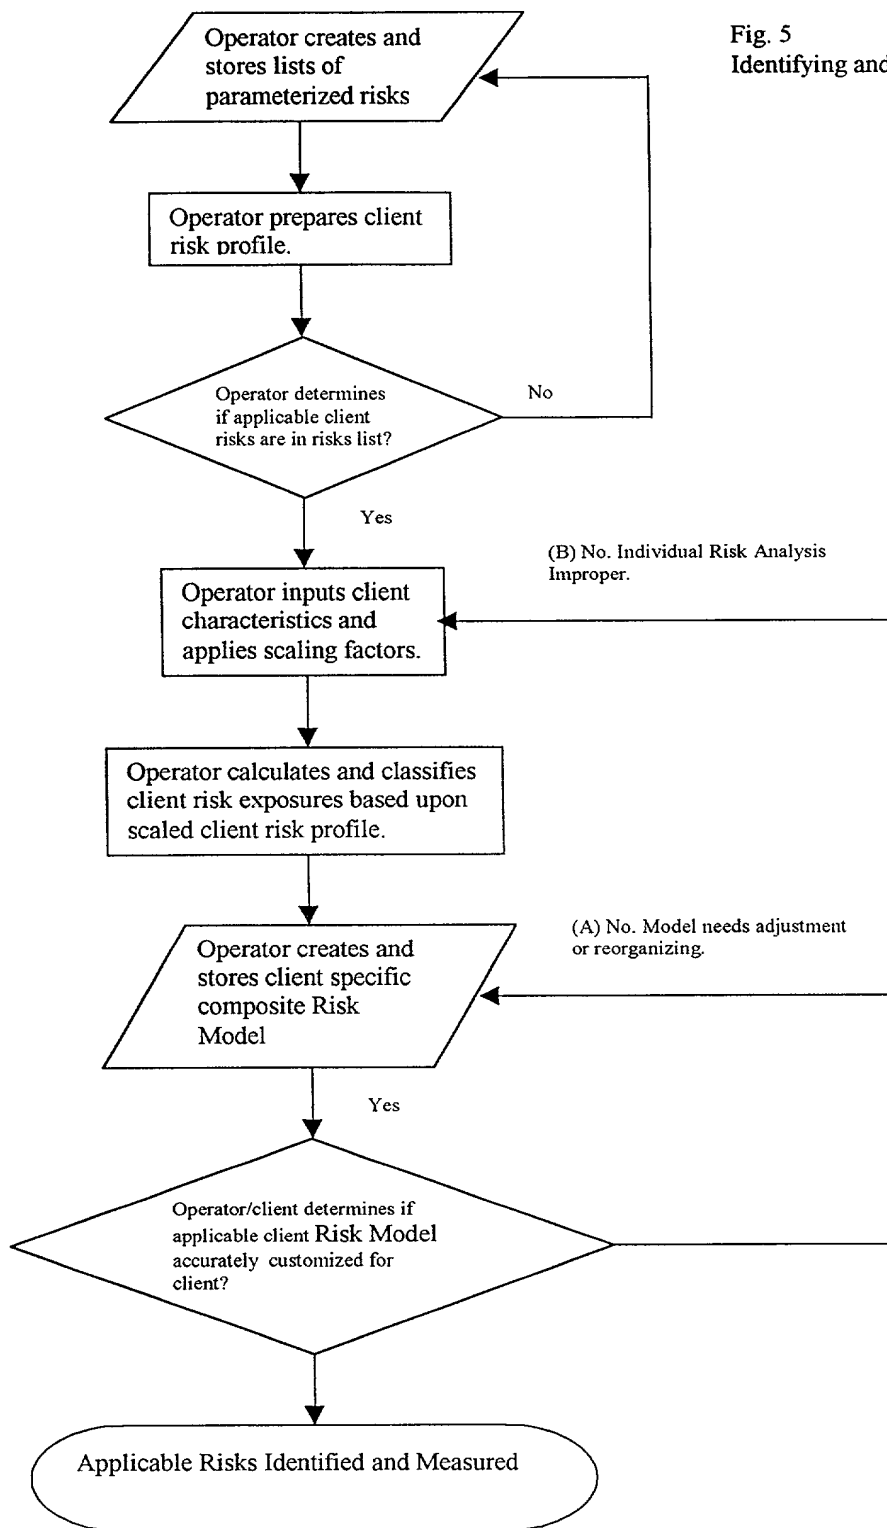 Operator creates and
stores lists of
parameterized risks
Fig. 5
Identifying and
Operator prepares client
risk profile.
Operator determines
if applicable client
risks are in risks list?
No
Yes
(B) No. Individual Risk Analysis
Improper.
Operator inputs client
characteristics and
applies scaling factors.
Operator calculates and classifies
client risk exposures based upon
scaled client risk profile.
(A) No. Model needs adjustment
or reorganizing.
Operator creates and
stores client specific
composite Risk
Model
Yes
Operator/client determines if
applicable client Risk Model
accurately customized for
client?
Applicable Risks Identified and Measured